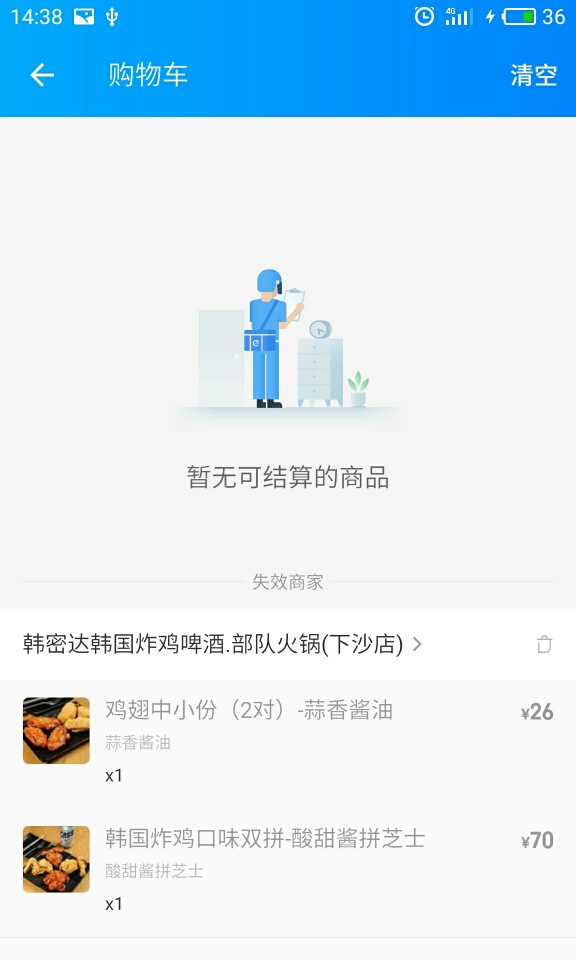 14:38
4G
36
购物车
清空
暂无可结算的商品
失效商家
韩密达韩国炸鸡啤酒.部队火锅(下沙店)
鸡翅中小份（2对）-蒜香酱油
¥26
蒜香酱油
x1
韩国炸鸡口味双拼-酸甜酱拼芝士
¥70
酸甜酱拼芝士
x1